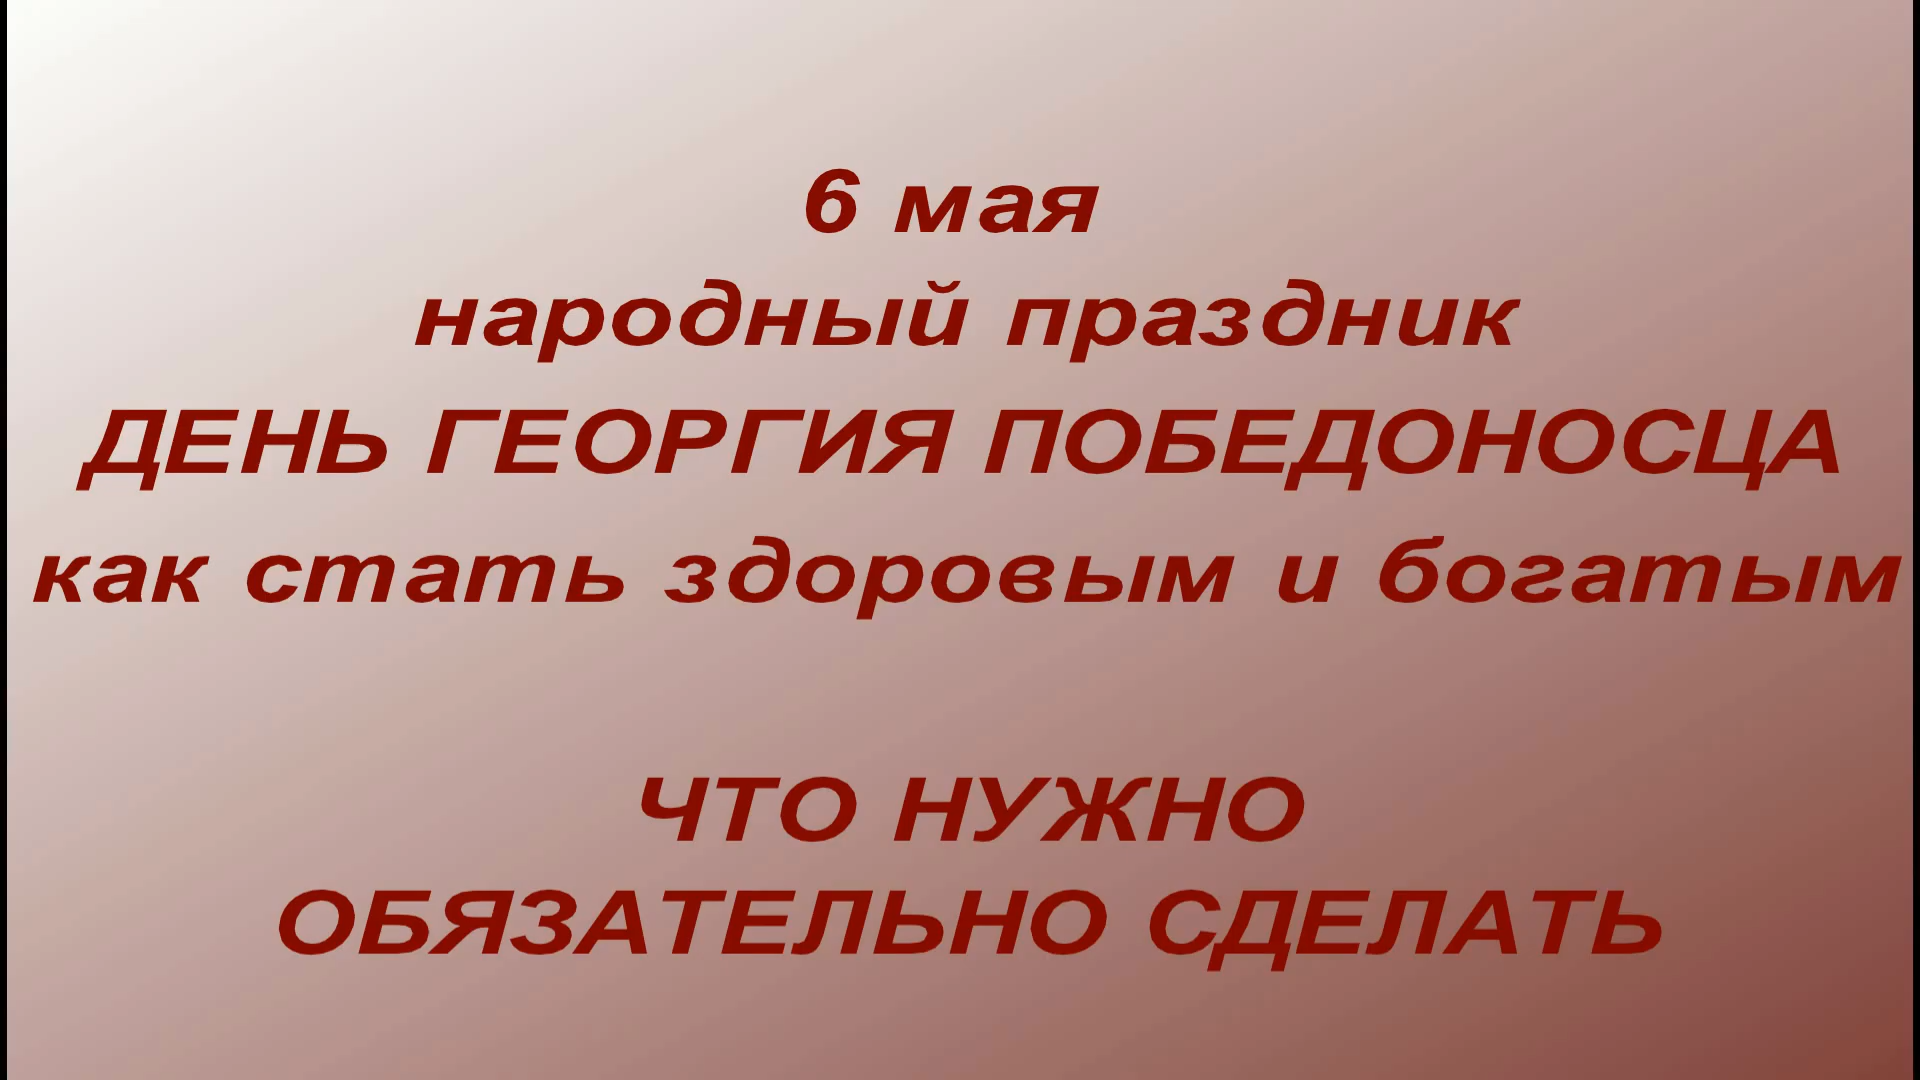 6 мая
народный праздник
ДЕНЬ ГЕОРГИЯ ПОБЕДОНОСЦА
как стать здоровым и богатым
ЧТО НУЖНО
ОБЯЗАТЕЛЬНО СДЕЛАТЬ